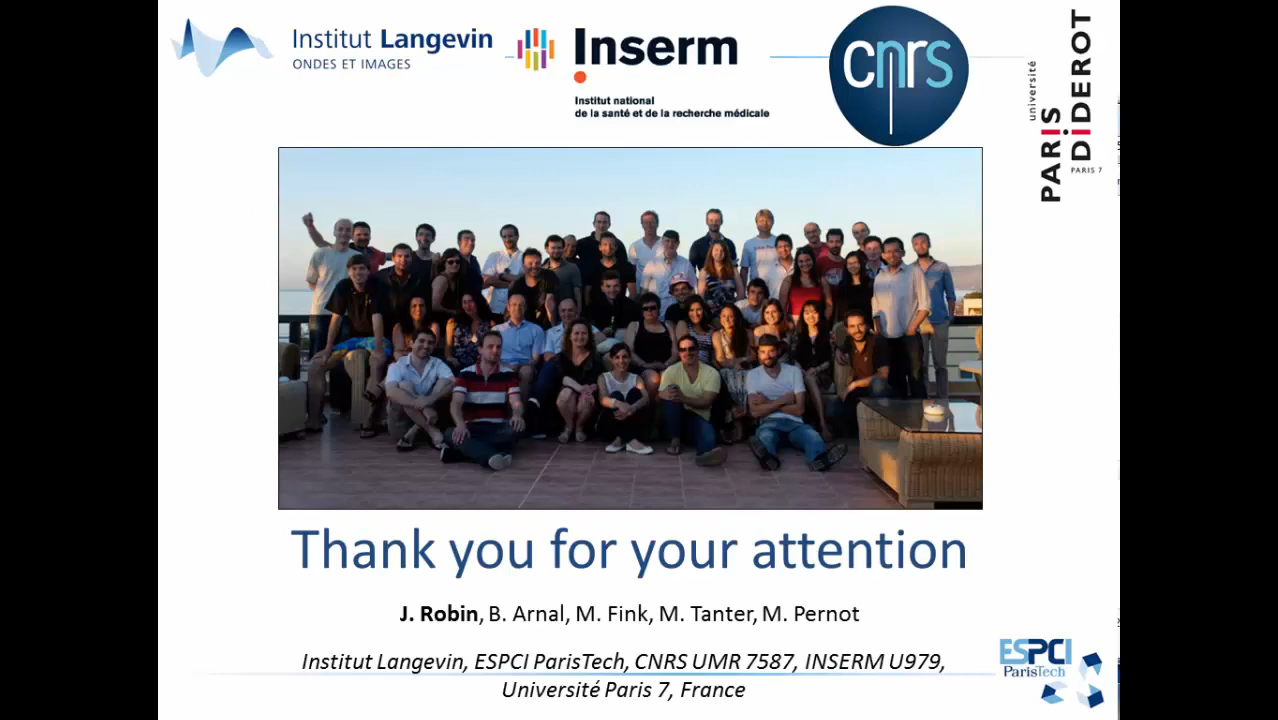 Institut Langevin
ONDES ET IMAGES
Inserm
Institut national
de la santé et de la recherche médicale
cnrs
université
PARIS
DIDEROT
PARIS 7
Thank you for your attention
J. Robin, B. Arnal, M. Fink, M. Tanter, M. Pernot
Institut Langevin, ESPCI ParisTech, CNRS UMR 7587, INSERM U979,
Université Paris 7, France
ESPCI
ParisTech